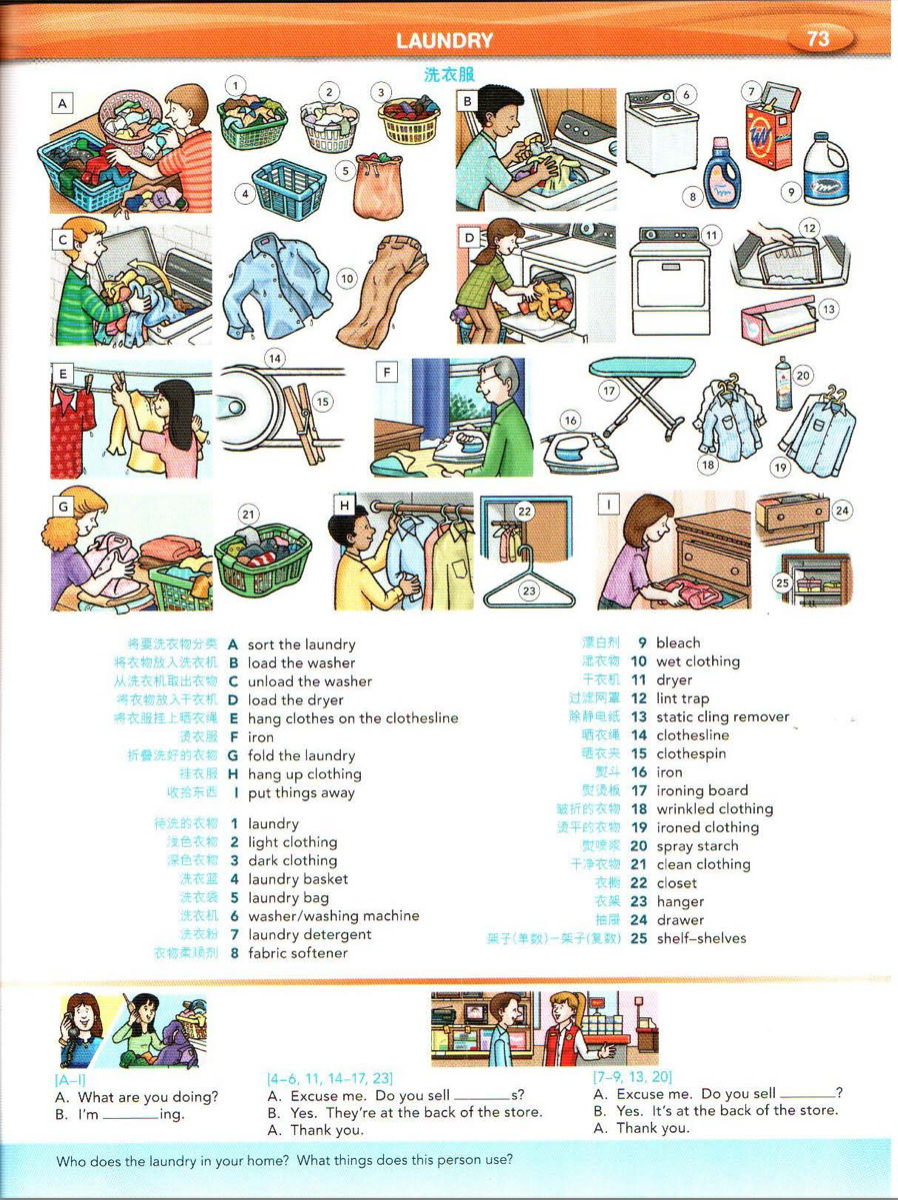 LAUNDRY
73
洗衣服
A
1
2
3
4
5
B
6
7
8
9
C
10
D
11
12
13
E
14
15
F
16
17
18
19
20
G
21
H
22
23
I
24
25
将要洗衣物分类 A sort the laundry
将衣物放入洗衣机 B load the washer
从洗衣机取出衣物 C unload the washer
将衣物放入干衣机 D load the dryer
将衣服挂上晒衣绳 E hang clothes on the clothesline
烫衣服 F iron
折叠洗好的衣物 G fold the laundry
挂衣服 H hang up clothing
收拾东西 I put things away
待洗的衣物 1 laundry
浅色衣物 2 light clothing
深色衣物 3 dark clothing
洗衣蓝 4 laundry basket
洗衣袋 5 laundry bag
洗衣机 6 washer/washing machine
洗衣粉 7 laundry detergent
衣物柔顺剂 8 fabric softener
漂白剂 9 bleach
湿衣物 10 wet clothing
干衣机 11 dryer
过滤网罩 12 lint trap
除静电纸 13 static cling remover
晒衣绳 14 clothesline
晒衣夹 15 clothespin
熨斗 16 iron
熨烫板 17 ironing board
皱折的衣物 18 wrinkled clothing
烫平的衣物 19 ironed clothing
熨喷浆 20 spray starch
干净衣物 21 clean clothing
衣橱 22 closet
衣架 23 hanger
抽屉 24 drawer
架子(单数)—架子(复数) 25 shelf–shelves
[A–I]
A. What are you doing?
B. I'm ______ing.
[4–6, 11, 14–17, 23]
A. Excuse me. Do you sell ______s?
B. Yes. They're at the back of the store.
A. Thank you.
[7–9, 13, 20]
A. Excuse me. Do you sell ______?
B. Yes. It's at the back of the store.
A. Thank you.
Who does the laundry in your home? What things does this person use?